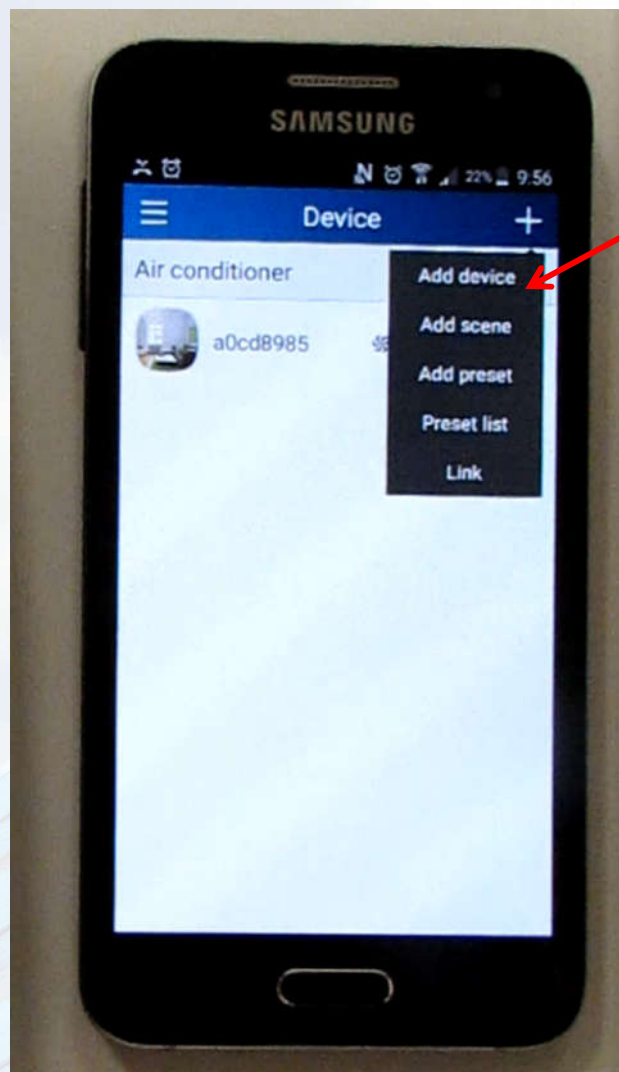 SAMSUNG
22% 9:56
Device
Air conditioner
Add device
a0cd8985
Add scene
Add preset
Preset list
Link